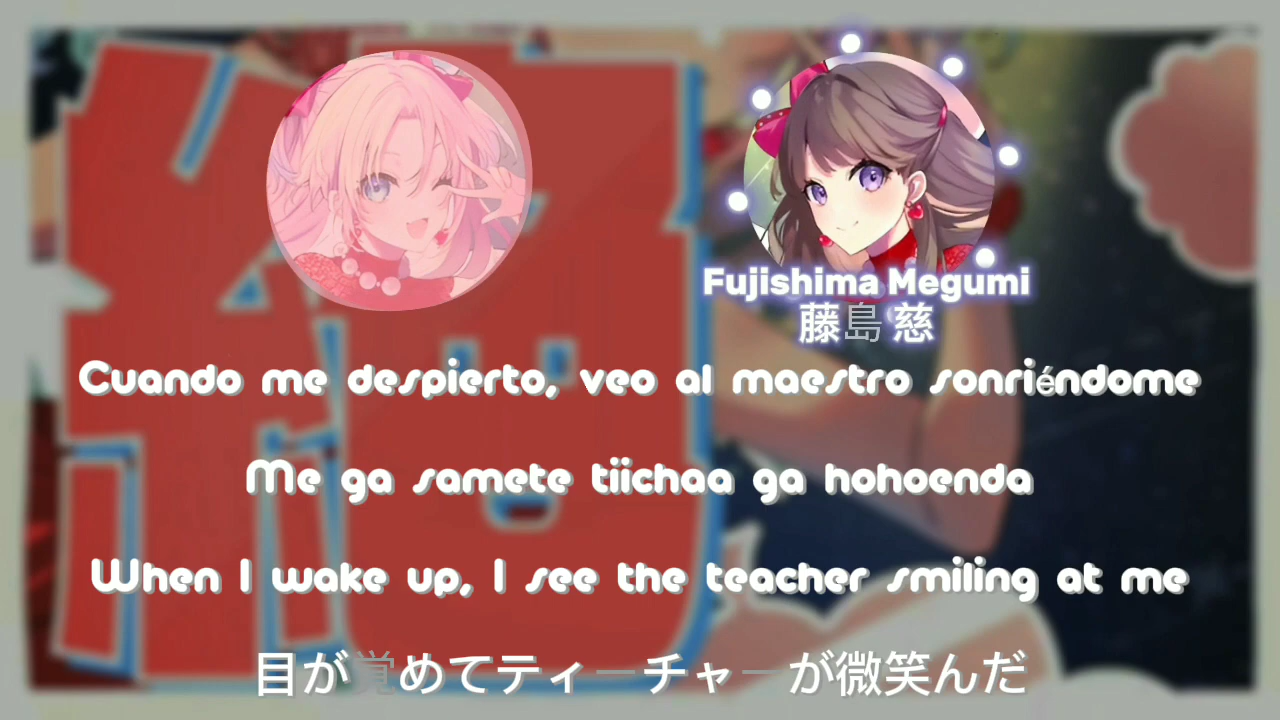 Fujishima Megumi
藤島慈
Cuando me despierto, veo al maestro sonriéndome
Me ga samete tiichaa ga hohoenda
When I wake up, I see the teacher smiling at me
目が覚めてティーチャーが微笑んだ